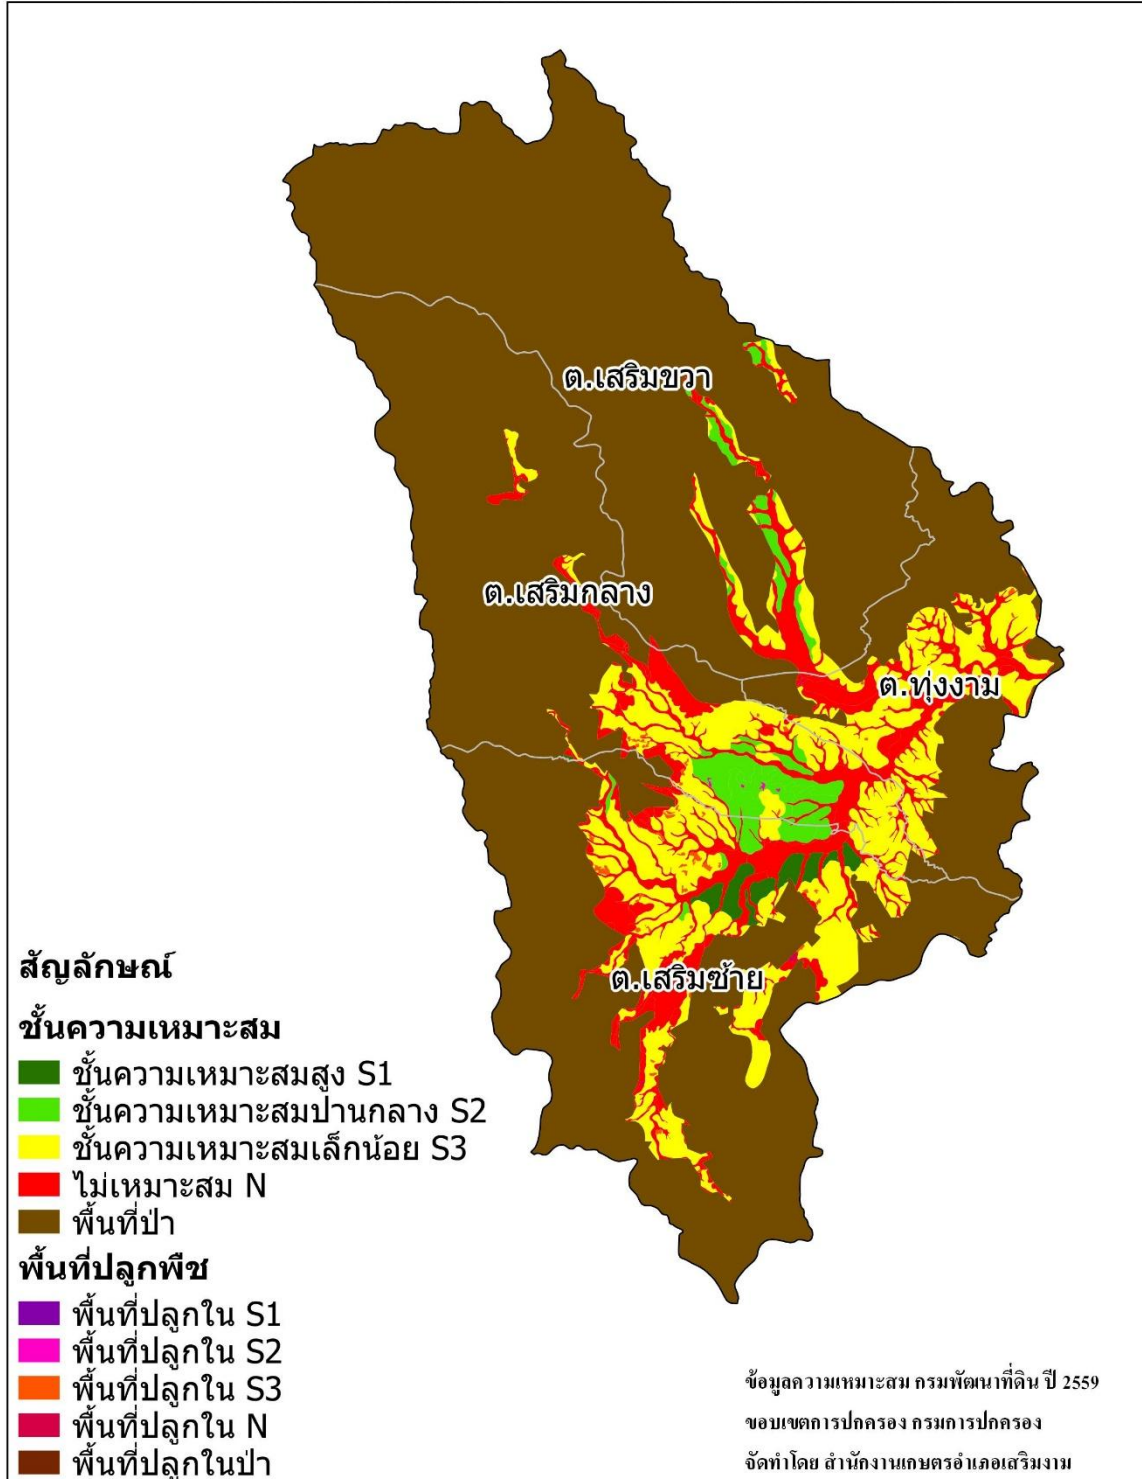 ต.เสริมขวา
ต.เสริมกลาง
ต.ทุ่งงาม
ต.เสริมซ้าย
สัญลักษณ์
ชั้นความเหมาะสม
ชั้นความเหมาะสมสูง S1
ชั้นความเหมาะสมปานกลาง S2
ชั้นความเหมาะสมเล็กน้อย S3
ไม่เหมาะสม N
พื้นที่ป่า
พื้นที่ปลูกพืช
พื้นที่ปลูกใน S1
พื้นที่ปลูกใน S2
พื้นที่ปลูกใน S3
พื้นที่ปลูกใน N
พื้นที่ปลูกในป่า
ข้อมูลความเหมาะสม กรมพัฒนาที่ดิน ปี 2559
ขอบเขตการปกครอง กรมการปกครอง
จัดทำโดย สำนักงานเกษตรอำเภอเสริมงาม